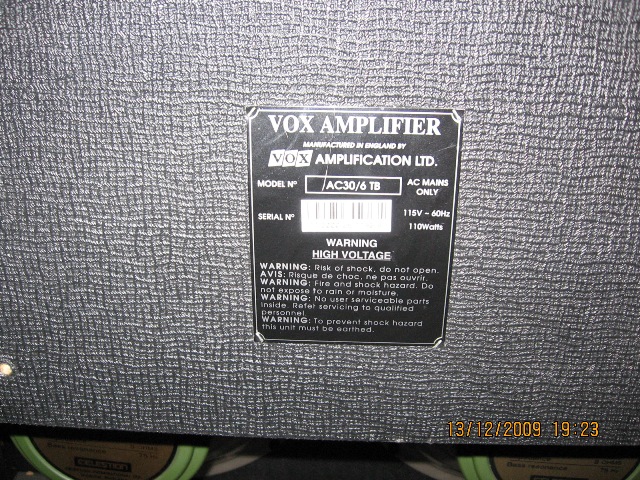 VOX AMPLIFIER
MANUFACTURED IN ENGLAND BY
VOX AMPLIFICATION LTD.
MODEL Nº AC30/6 TB AC MAINS ONLY
SERIAL Nº 115V ~ 60Hz
110Watts
WARNING
HIGH VOLTAGE
WARNING: Risk of shock, do not open.
AVIS: Risque de choc, ne pas ouvrir.
WARNING: Fire and shock hazard. Do
not expose to rain or moisture.
WARNING: No user serviceable parts
inside. Refer servicing to qualified
personnel.
WARNING: To prevent shock hazard
this unit must be earthed.
13/12/2009 19:23
CELESTION